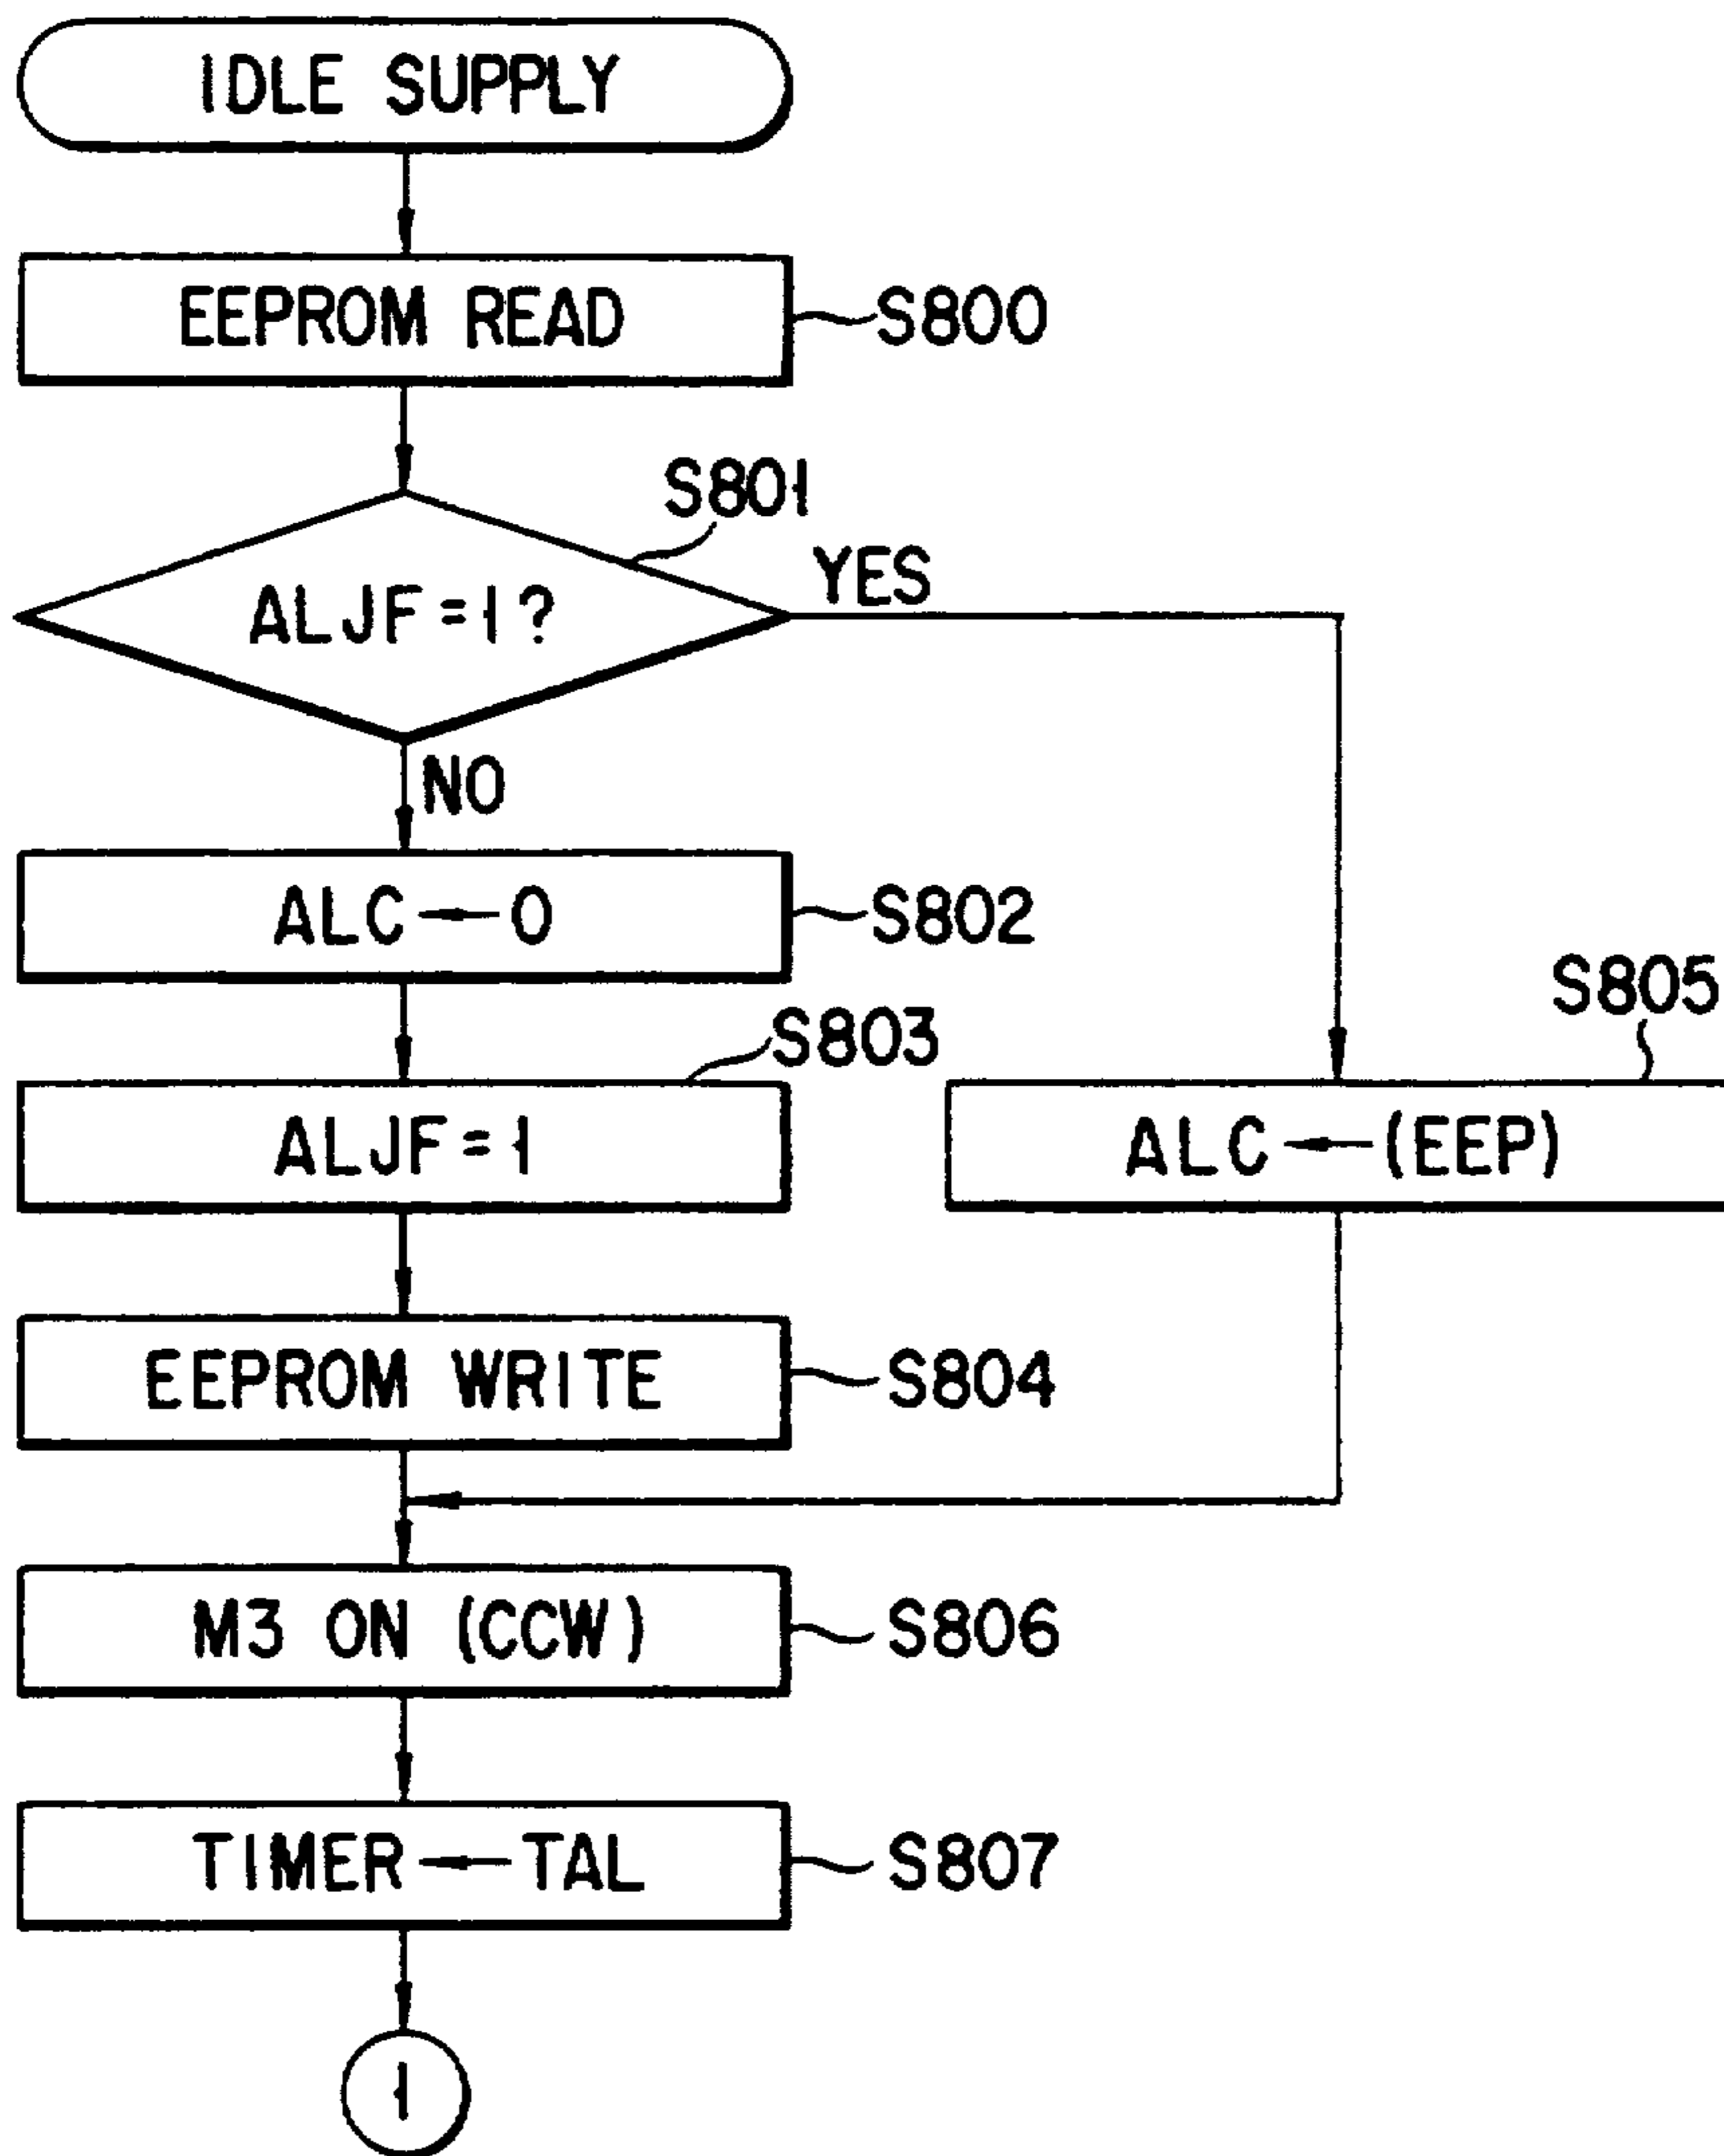 IDLE SUPPLY
EEPROM READ
S800
S801
ALJF=1?
YES
NO
ALC←0
S802
S803
ALJF=1
S805
ALC←(EEP)
EEPROM WRITE
S804
M3 ON (CCW)
S806
TIMER←TAL
S807
1